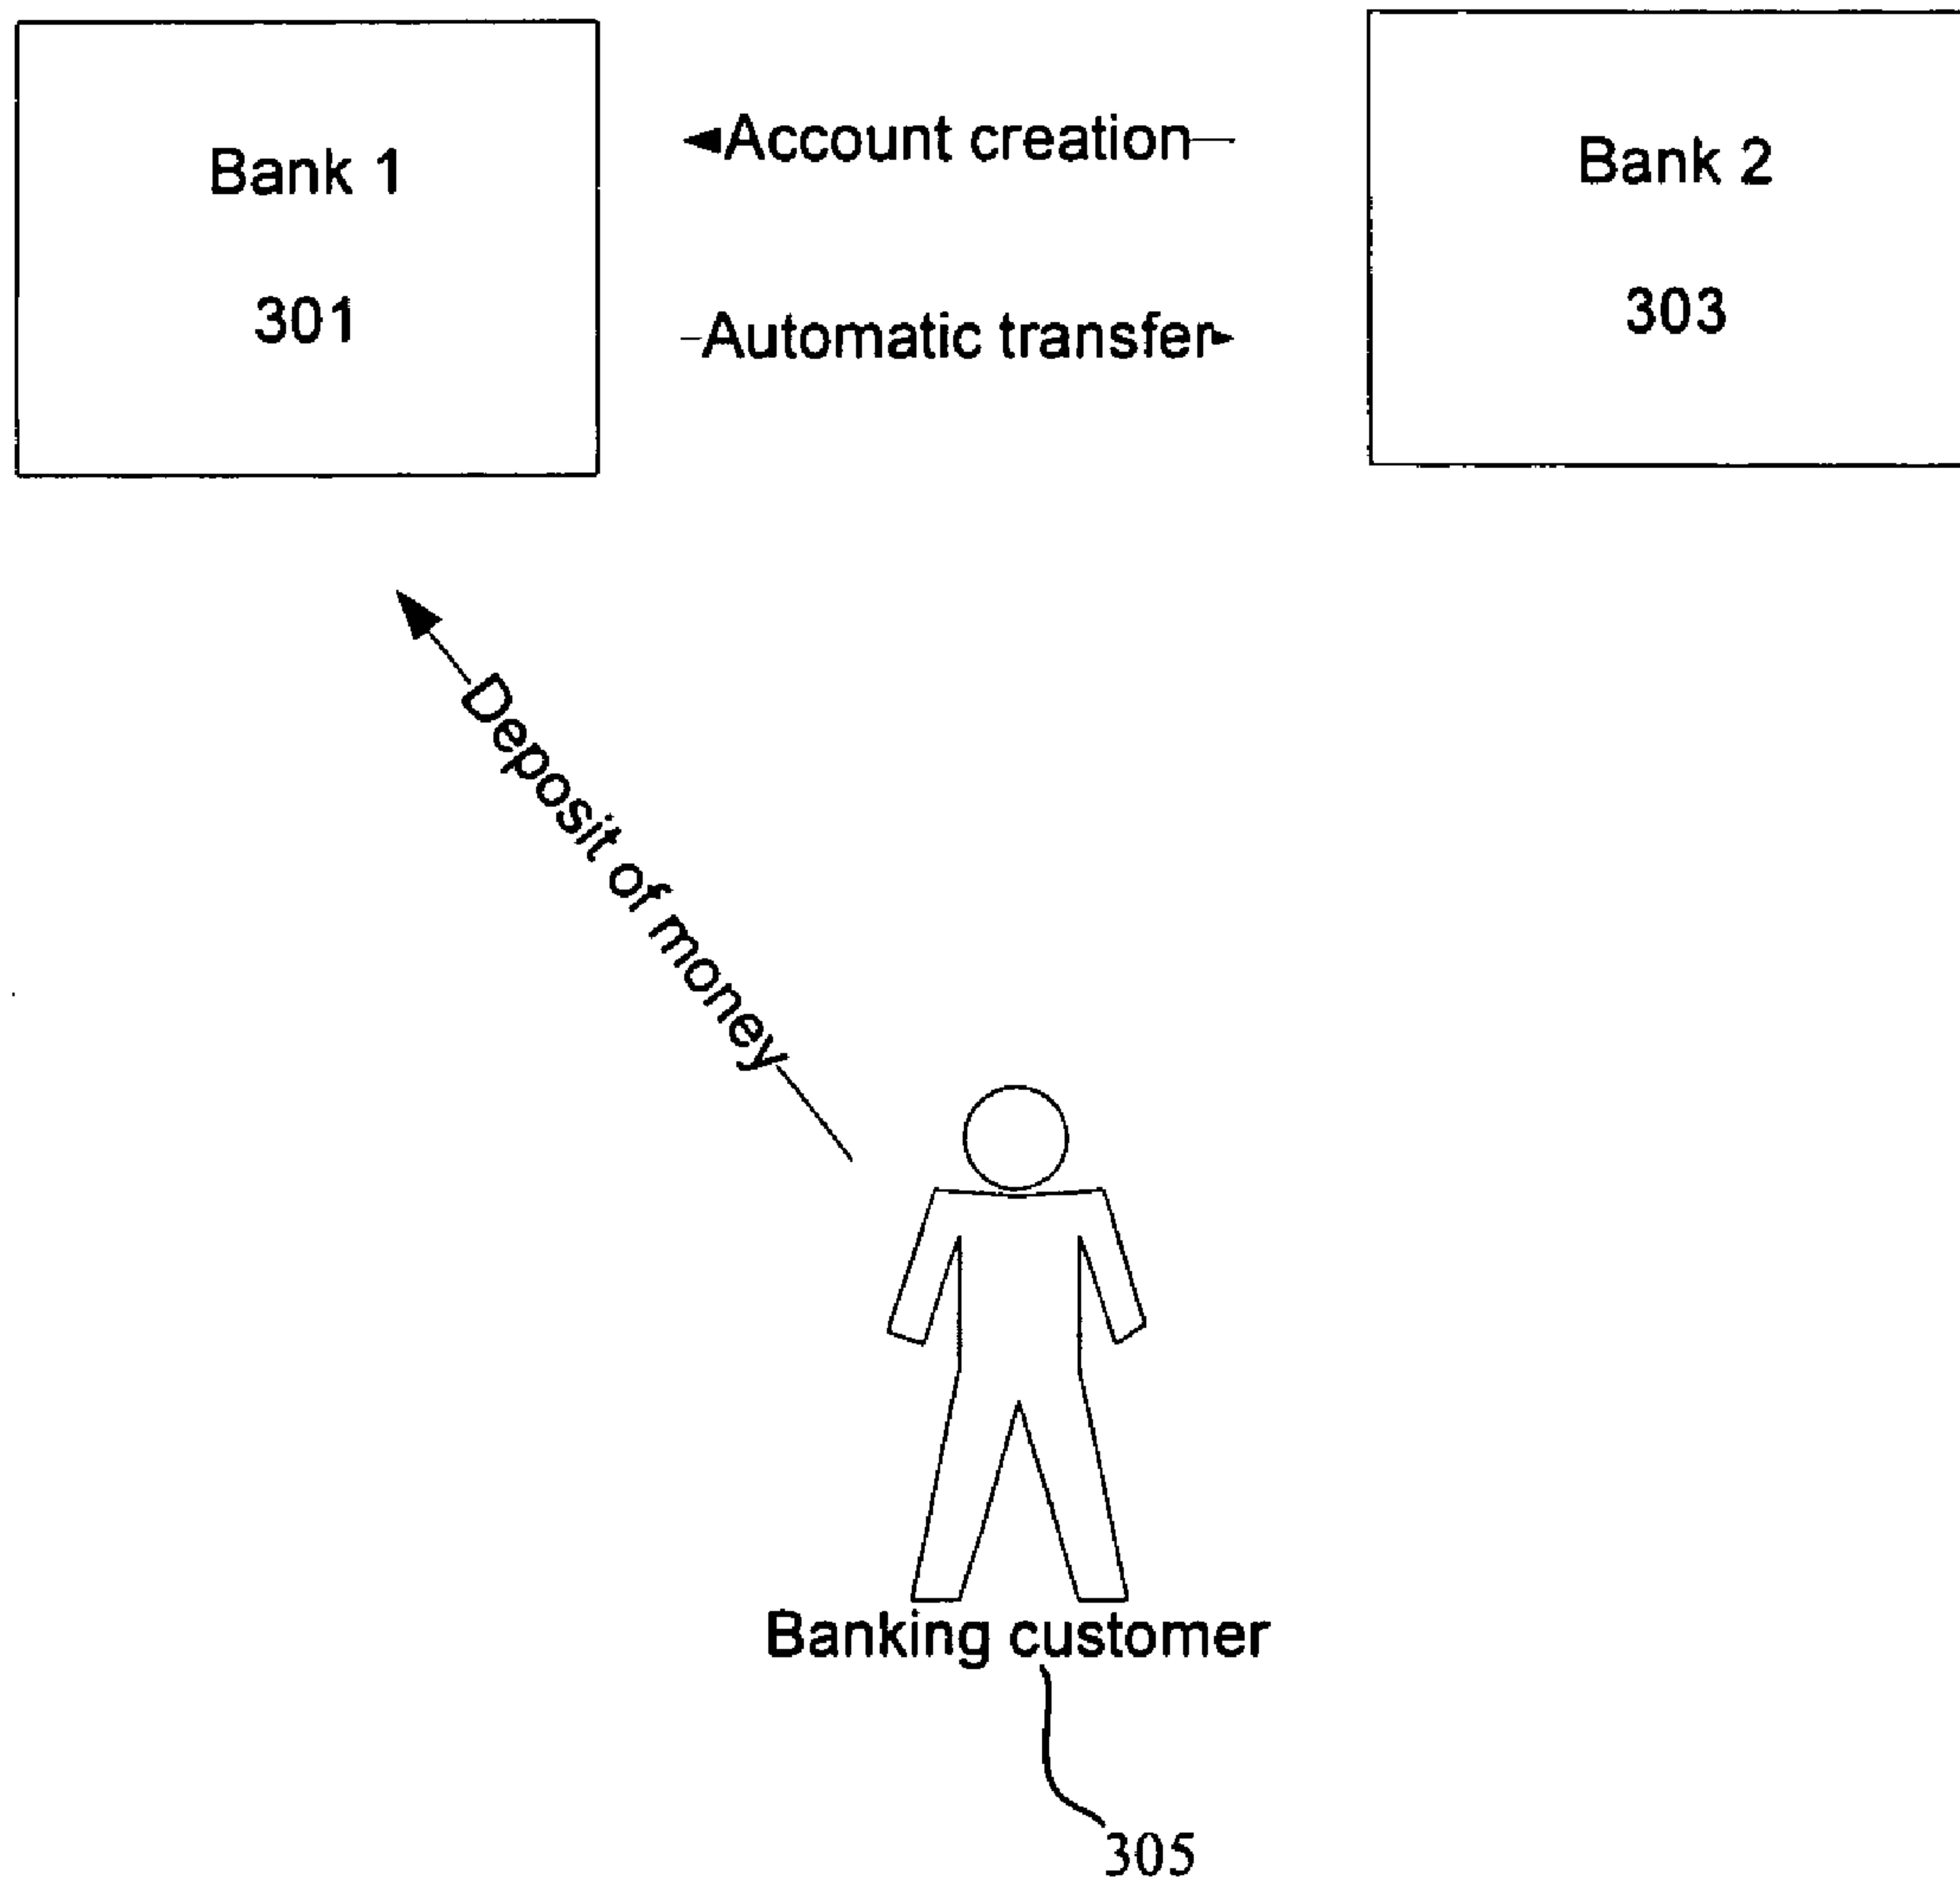 Bank 1
301
Account creation
Automatic transfer
Bank 2
303
Deposit of money
Banking customer
305